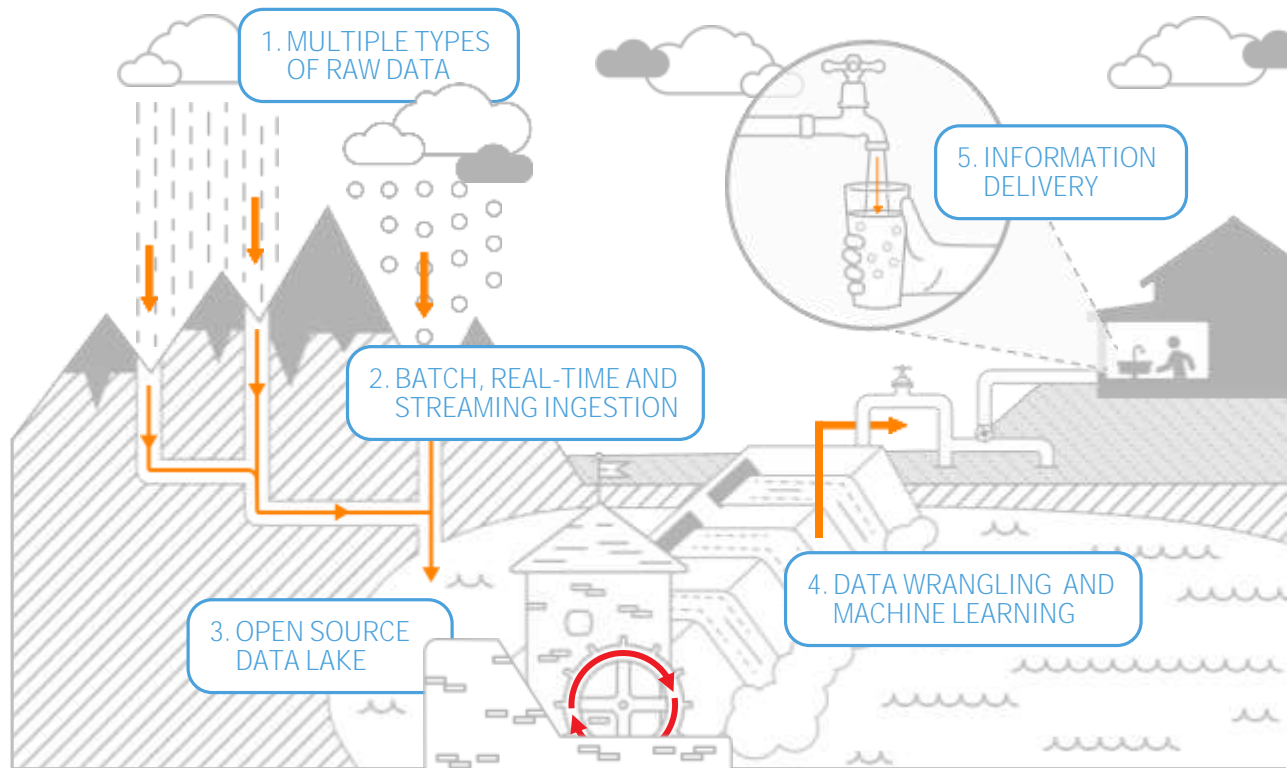 1. MULTIPLE TYPES
OF RAW DATA
2. BATCH, REAL-TIME AND
STREAMING INGESTION
3. OPEN SOURCE
DATA LAKE
4. DATA WRANGLING AND
MACHINE LEARNING
5. INFORMATION
DELIVERY